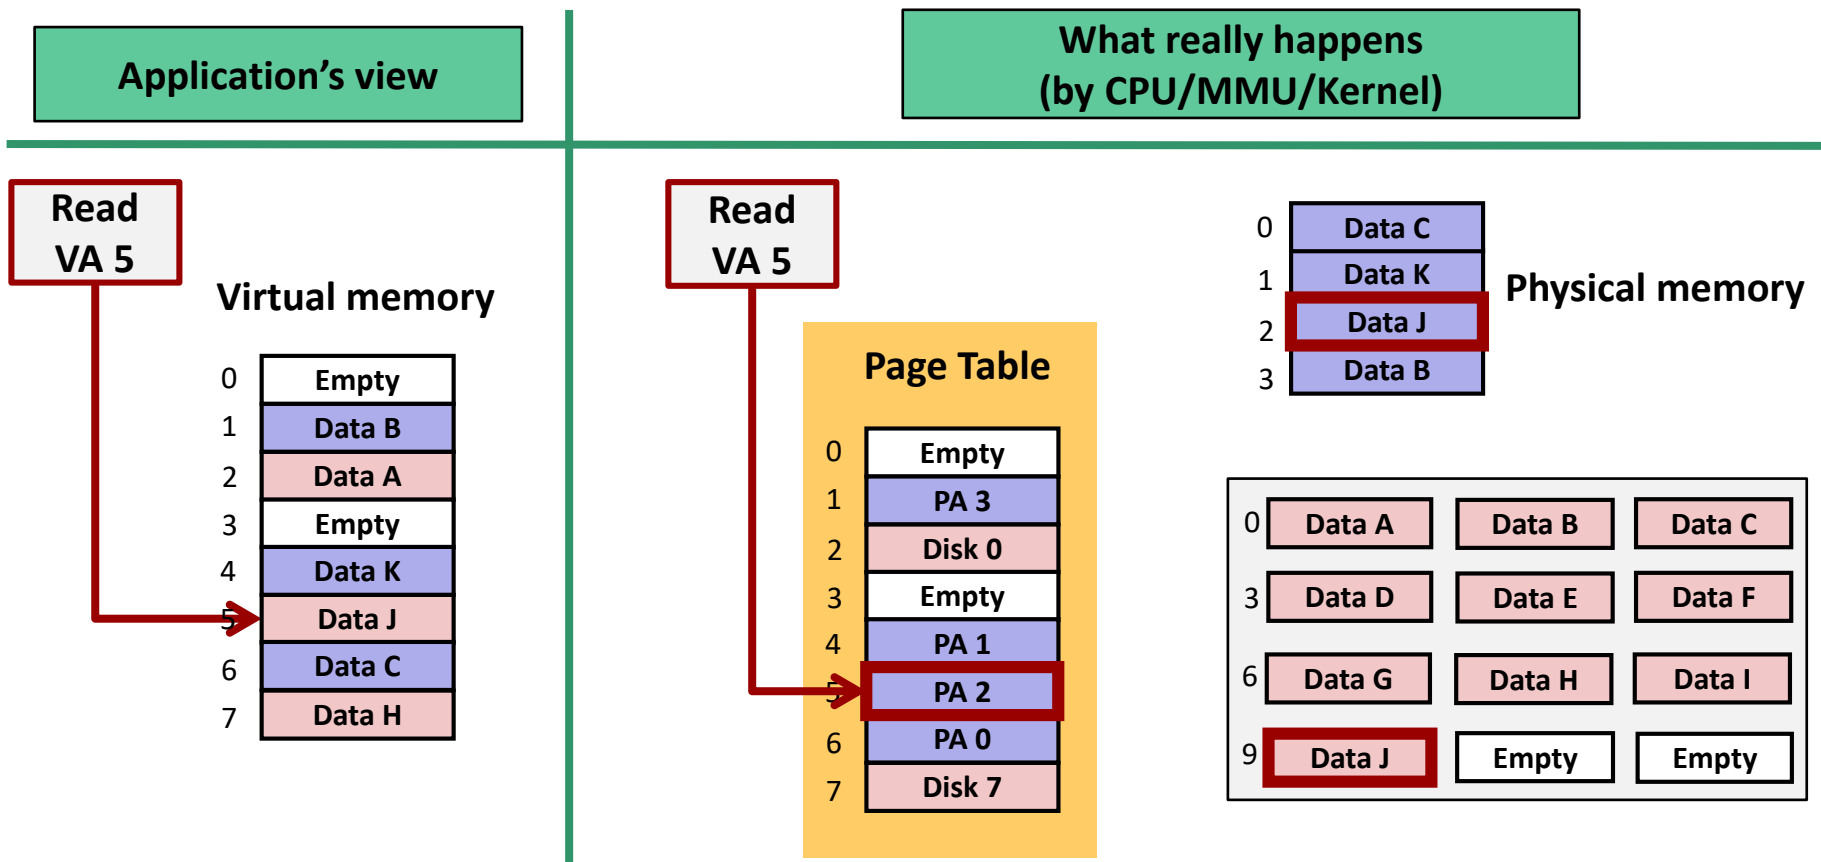 Application’s view
What really happens
(by CPU/MMU/Kernel)
Read
VA 5
Virtual memory
0 Empty
1 Data B
2 Data A
3 Empty
4 Data K
5 Data J
6 Data C
7 Data H
Read
VA 5
Page Table
0 Empty
1 PA 3
2 Disk 0
3 Empty
4 PA 1
5 PA 2
6 PA 0
7 Disk 7
Physical memory
0 Data C
1 Data K
2 Data J
3 Data B
0 Data A Data B Data C
3 Data D Data E Data F
6 Data G Data H Data I
9 Data J Empty Empty